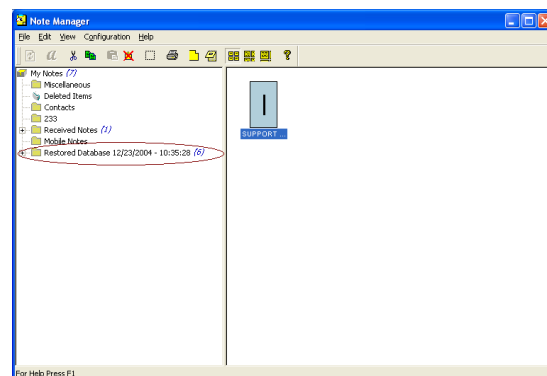 Note Manager
File Edit View Configuration Help
My Notes (7)
Miscellaneous
Deleted Items
Contacts
233
Received Notes (1)
Mobile Notes
Restored Database 12/23/2004 - 10:35:28 (6)
SUPPORT ...
For Help Press F1